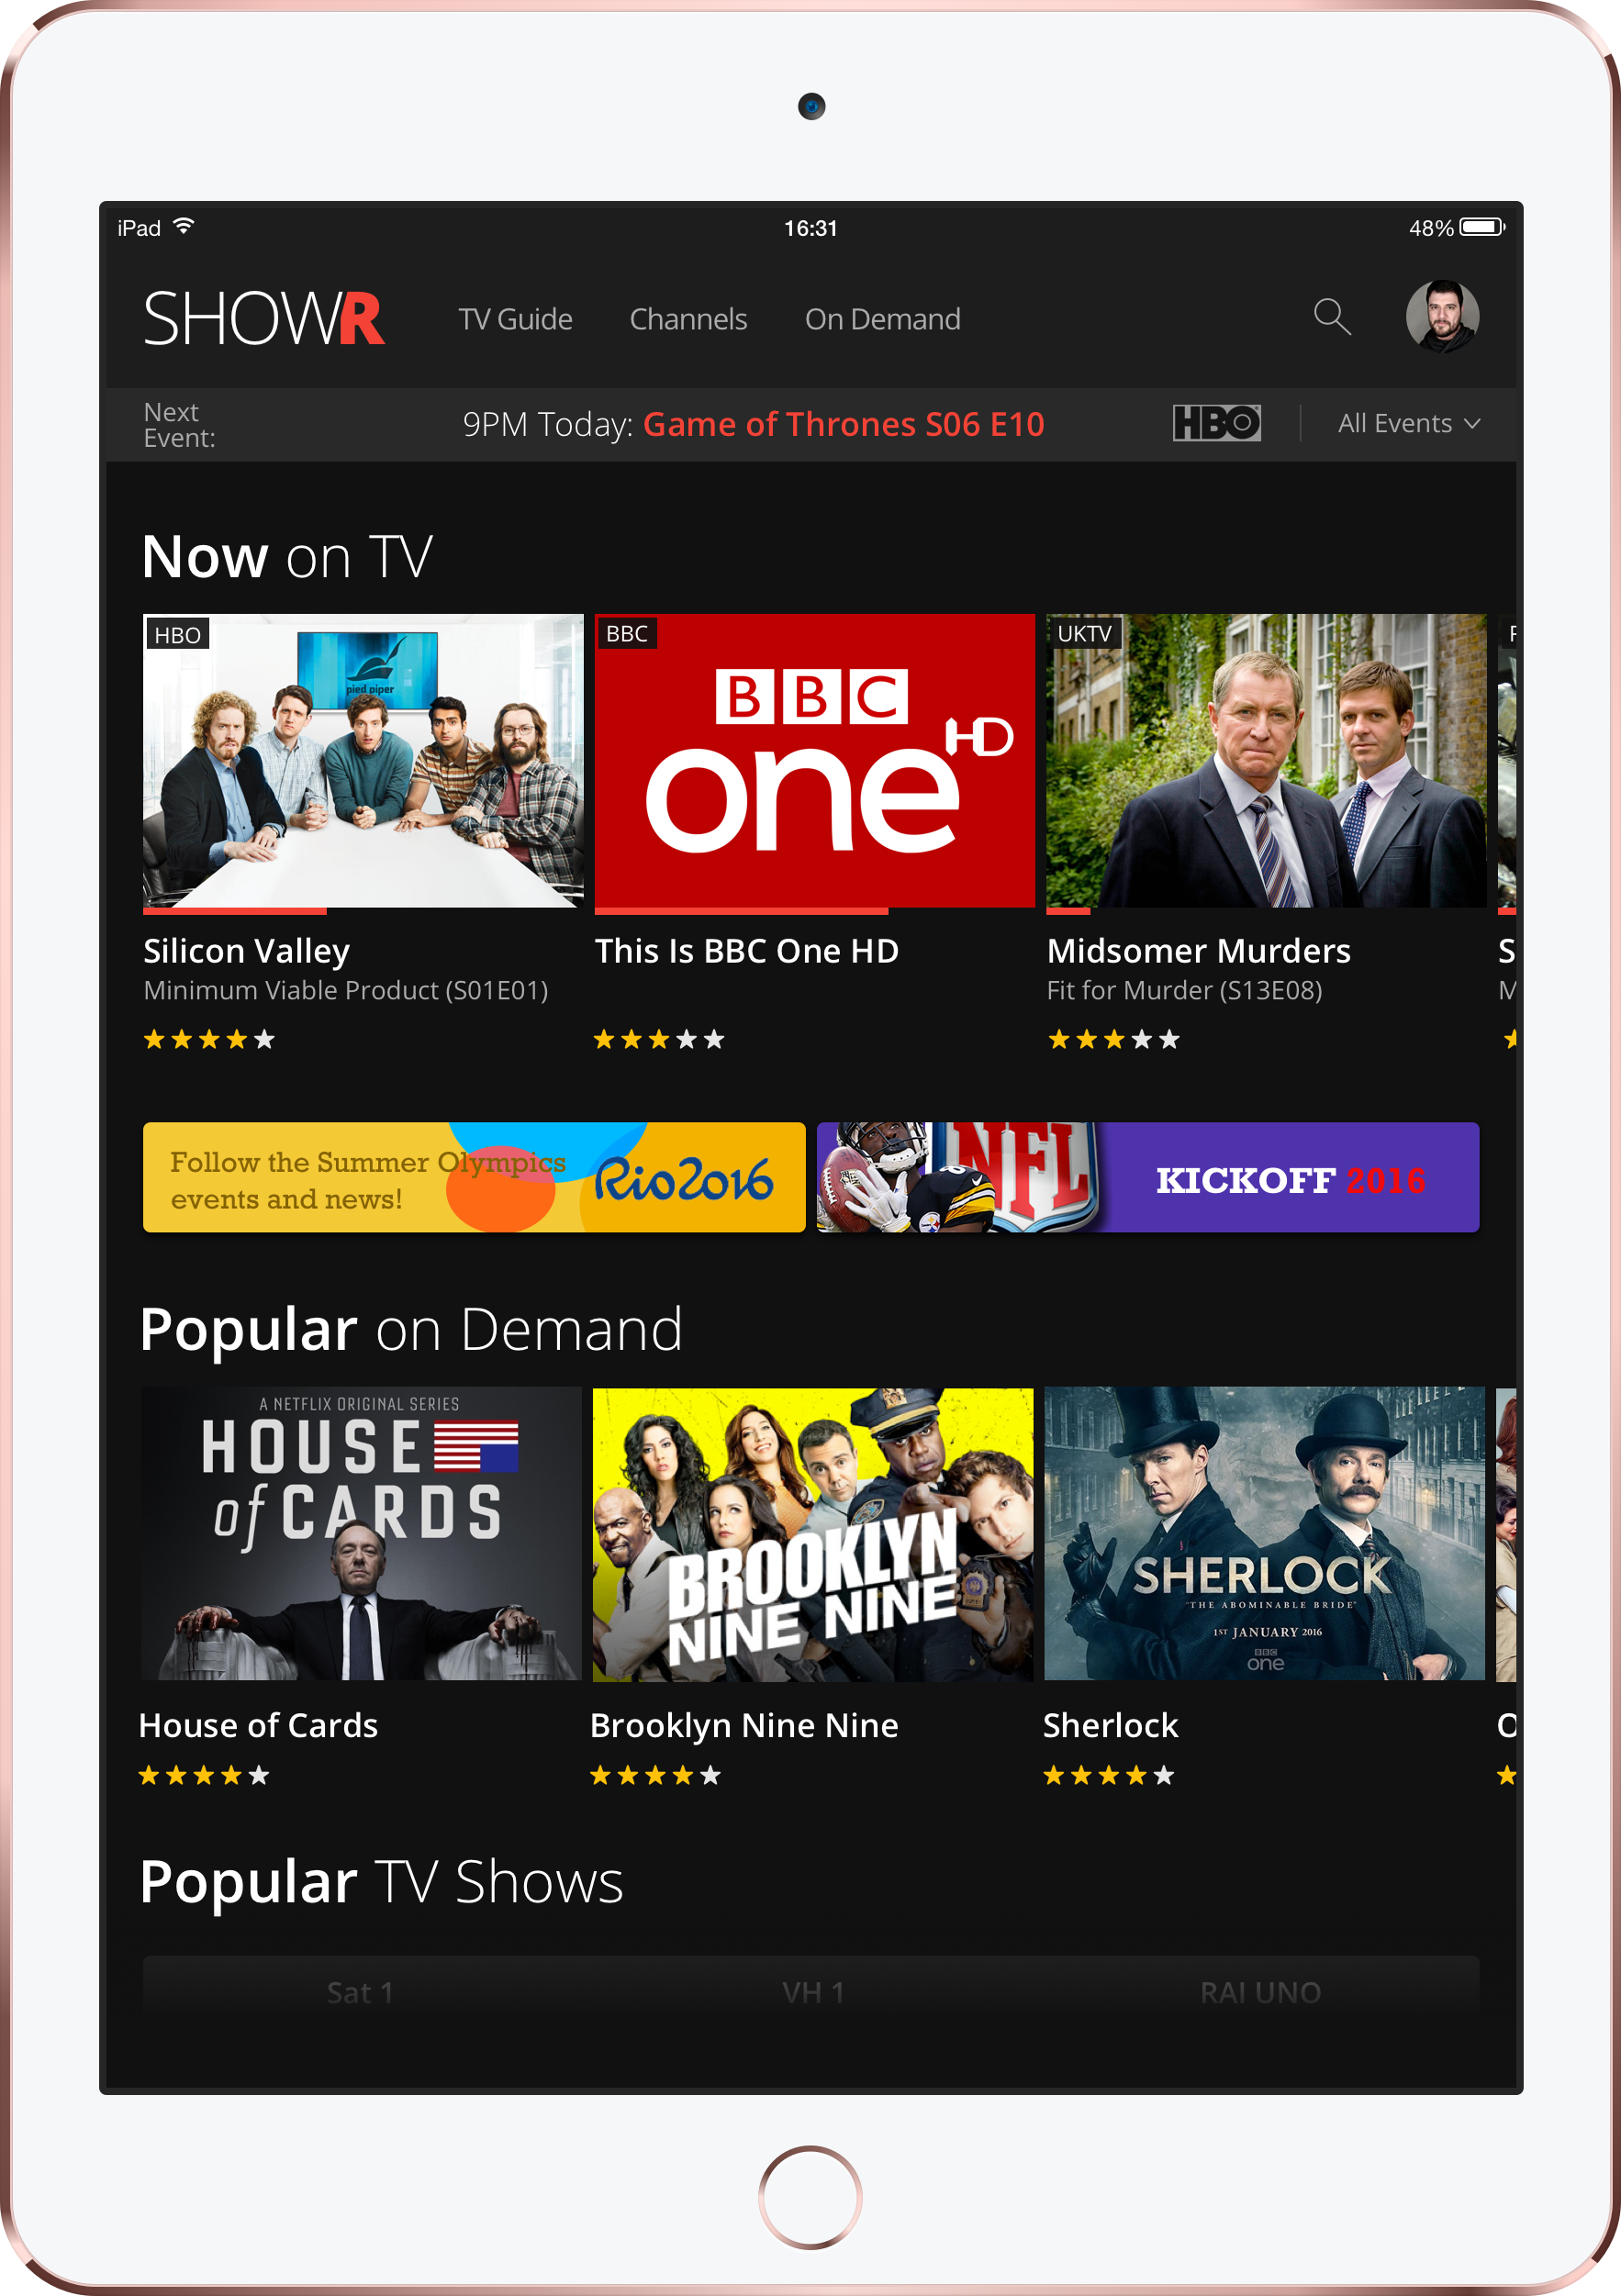 iPad 16:31 48%
SHOWR TV Guide Channels On Demand
Next
Event:
9PM Today: Game of Thrones S06 E10 HBO All Events
Now on TV
HBO
pied piper
BBC
BBC
one HD
UKTV
Silicon Valley
Minimum Viable Product (S01E01)
This Is BBC One HD
Midsomer Murders
Fit for Murder (S13E08)
Follow the Summer Olympics
events and news!
Rio2016
NFL
KICKOFF 2016
Popular on Demand
A NETFLIX ORIGINAL SERIES
HOUSE
of CARDS
BROOKLYN
NINE NINE
SHERLOCK
"THE ABOMINABLE BRIDE"
1ST JANUARY 2016
BBC
one
House of Cards
Brooklyn Nine Nine
Sherlock
Popular TV Shows
Sat 1 VH 1 RAI UNO